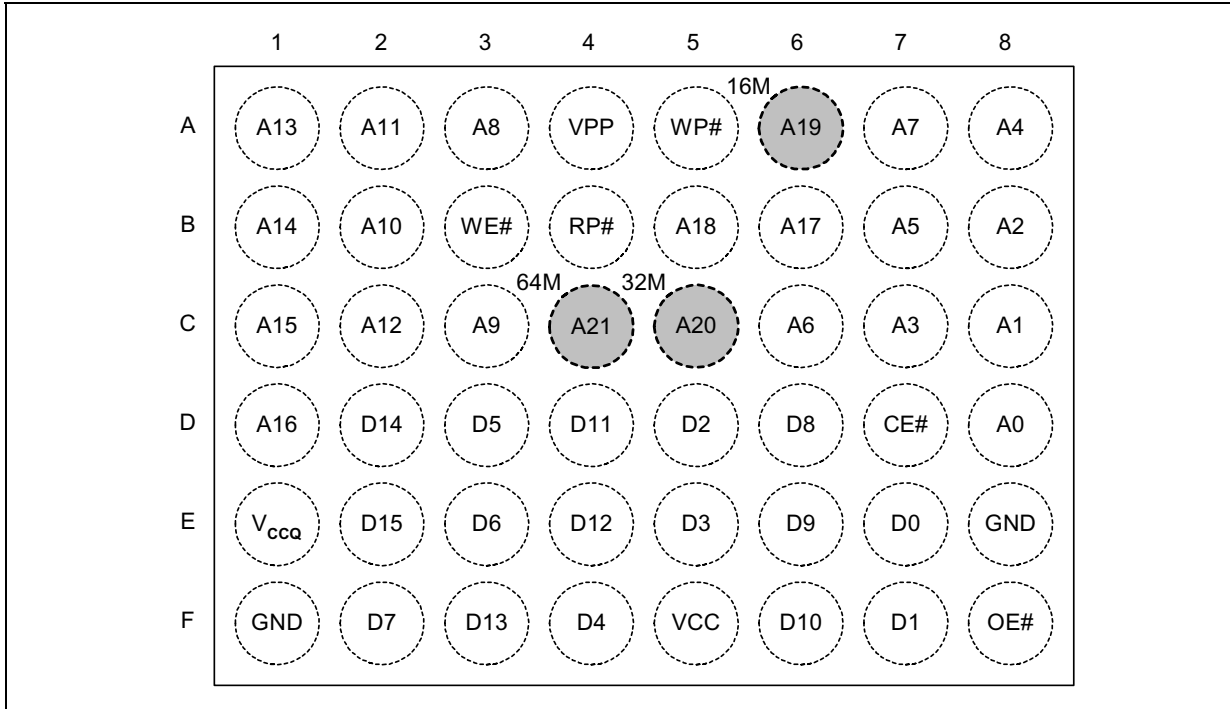 1 2 3 4 5 6 7 8
16M
A A13 A11 A8 VPP WP# A19 A7 A4
B A14 A10 WE# RP# A18 A17 A5 A2
64M 32M
C A15 A12 A9 A21 A20 A6 A3 A1
D A16 D14 D5 D11 D2 D8 CE# A0
E VCCQ D15 D6 D12 D3 D9 D0 GND
F GND D7 D13 D4 VCC D10 D1 OE#